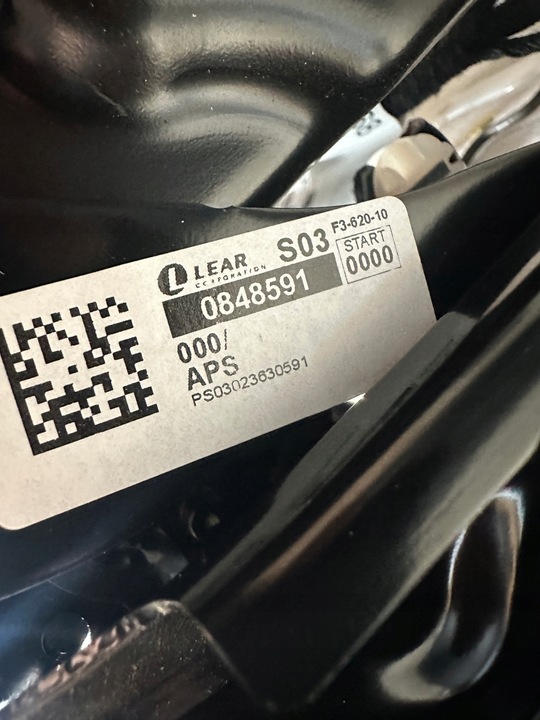 LEAR
CORPORATION
S03
F3-620-10
START
0000
0848591
000/
APS
PS03023630591